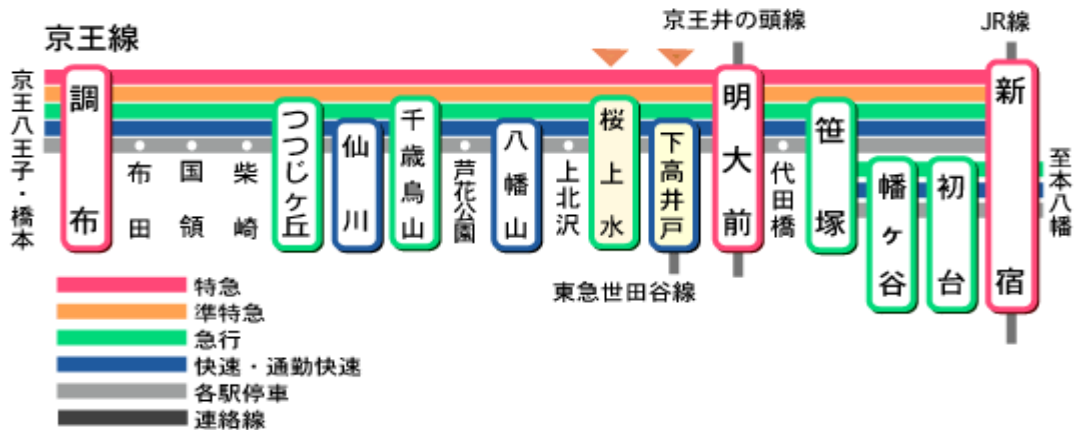 京王線
京王井の頭線
JR線
京王八王子・橋本
調布
布田
国領
柴崎
つつじヶ丘
仙川
千歳烏山
芦花公園
八幡山
上北沢
桜上水
下高井戸
明大前
代田橋
笹塚
幡ヶ谷
初台
新宿
至本八幡
東急世田谷線
特急
準特急
急行
快速・通勤快速
各駅停車
連絡線